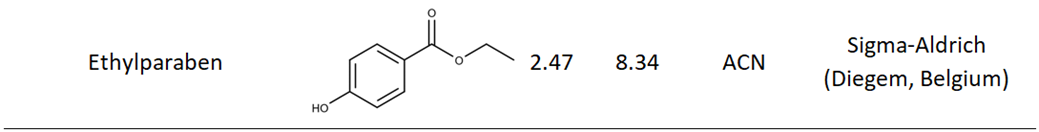 Ethylparaben
O
O
HO
2.47
8.34
ACN
Sigma-Aldrich
(Diegem, Belgium)